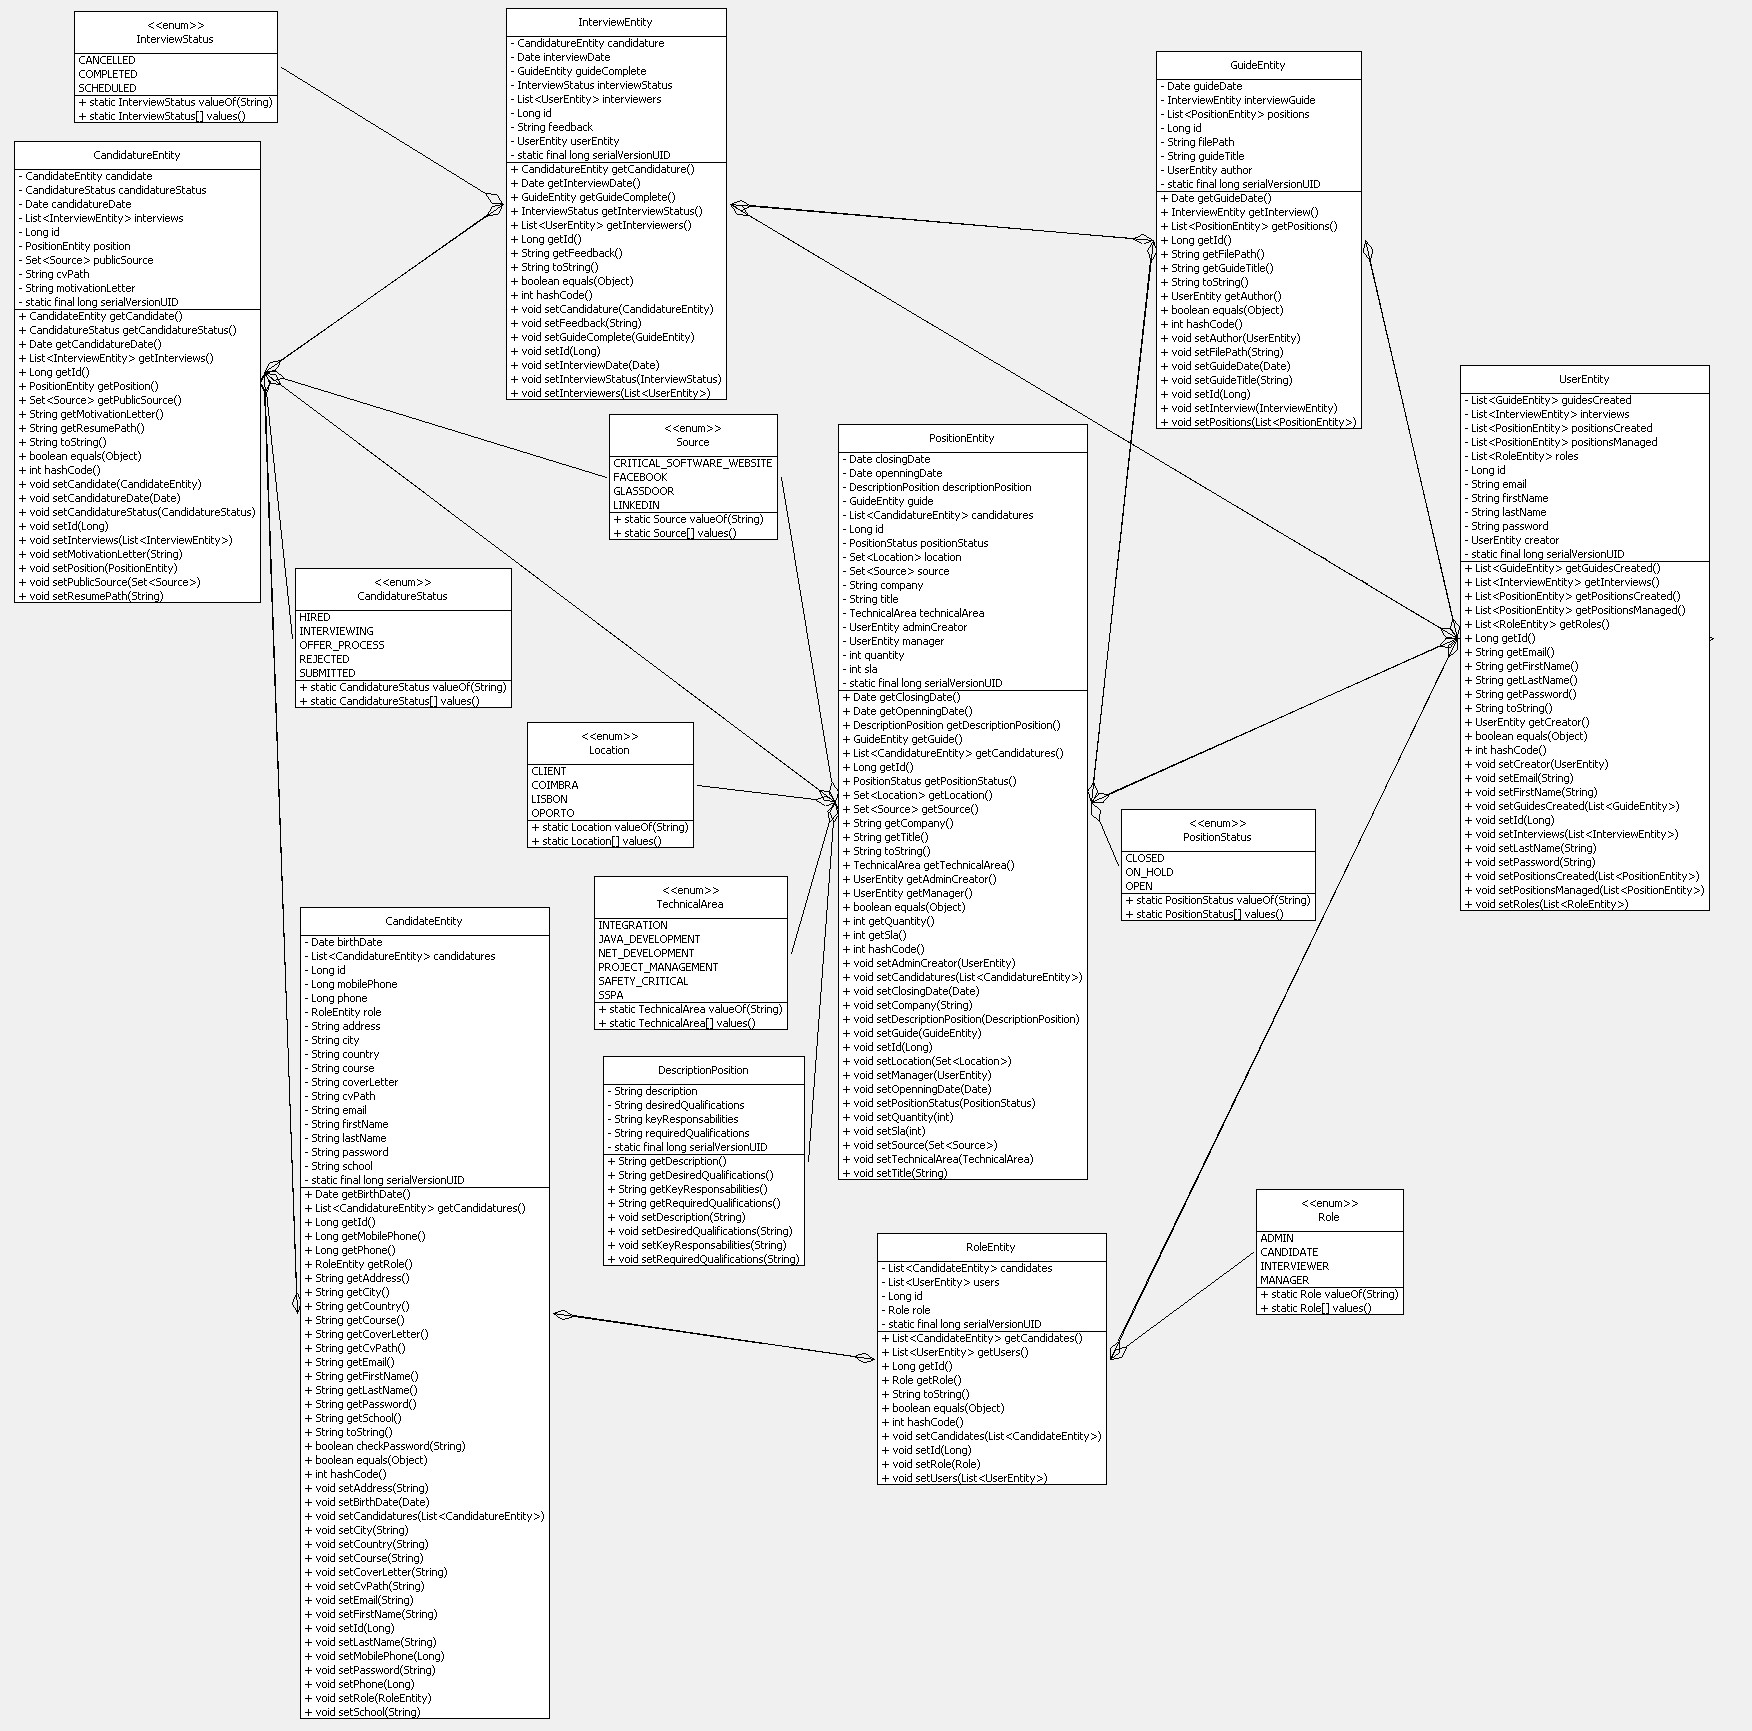 <<enum>>
InterviewStatus
CANCELLED
COMPLETED
SCHEDULED
+ static InterviewStatus valueOf(String)
+ static InterviewStatus[] values()
CandidatureEntity
- CandidateEntity candidate
- CandidatureStatus candidatureStatus
- Date candidatureDate
- List<InterviewEntity> interviews
- Long id
- PositionEntity position
- Set<Source> publicSource
- String cvPath
- String motivationLetter
- static final long serialVersionUID
+ CandidateEntity getCandidate()
+ CandidatureStatus getCandidatureStatus()
+ Date getCandidatureDate()
+ List<InterviewEntity> getInterviews()
+ Long getId()
+ PositionEntity getPosition()
+ Set<Source> getPublicSource()
+ String getMotivationLetter()
+ String getResumePath()
+ String toString()
+ boolean equals(Object)
+ int hashCode()
+ void setCandidate(CandidateEntity)
+ void setCandidatureDate(Date)
+ void setCandidatureStatus(CandidatureStatus)
+ void setId(Long)
+ void setInterviews(List<InterviewEntity>)
+ void setMotivationLetter(String)
+ void setPosition(PositionEntity)
+ void setPublicSource(Set<Source>)
+ void setResumePath(String)
InterviewEntity
- CandidatureEntity candidature
- Date interviewDate
- GuideEntity guideComplete
- InterviewStatus interviewStatus
- List<UserEntity> interviewers
- Long id
- String feedback
- UserEntity userEntity
- static final long serialVersionUID
+ CandidatureEntity getCandidature()
+ Date getInterviewDate()
+ GuideEntity getGuideComplete()
+ InterviewStatus getInterviewStatus()
+ List<UserEntity> getInterviewers()
+ Long getId()
+ String getFeedback()
+ String toString()
+ boolean equals(Object)
+ int hashCode()
+ void setCandidature(CandidatureEntity)
+ void setFeedback(String)
+ void setGuideComplete(GuideEntity)
+ void setId(Long)
+ void setInterviewDate(Date)
+ void setInterviewStatus(InterviewStatus)
+ void setInterviewers(List<UserEntity>)
GuideEntity
- Date guideDate
- InterviewEntity interviewGuide
- List<PositionEntity> positions
- Long id
- String filePath
- String guideTitle
- UserEntity author
- static final long serialVersionUID
+ Date getGuideDate()
+ InterviewEntity getInterview()
+ List<PositionEntity> getPositions()
+ Long getId()
+ String getFilePath()
+ String getGuideTitle()
+ String toString()
+ UserEntity getAuthor()
+ boolean equals(Object)
+ int hashCode()
+ void setAuthor(UserEntity)
+ void setFilePath(String)
+ void setGuideDate(Date)
+ void setGuideTitle(String)
+ void setId(Long)
+ void setInterview(InterviewEntity)
+ void setPositions(List<PositionEntity>)
UserEntity
- List<GuideEntity> guidesCreated
- List<InterviewEntity> interviews
- List<PositionEntity> positionsCreated
- List<PositionEntity> positionsManaged
- List<RoleEntity> roles
- Long id
- String email
- String firstName
- String lastName
- String password
- UserEntity creator
- static final long serialVersionUID
+ List<GuideEntity> getGuidesCreated()
+ List<InterviewEntity> getInterviews()
+ List<PositionEntity> getPositionsCreated()
+ List<PositionEntity> getPositionsManaged()
+ List<RoleEntity> getRoles()
+ Long getId()
+ String getEmail()
+ String getFirstName()
+ String getLastName()
+ String getPassword()
+ String toString()
+ UserEntity getCreator()
+ boolean equals(Object)
+ int hashCode()
+ void setCreator(UserEntity)
+ void setEmail(String)
+ void setFirstName(String)
+ void setGuidesCreated(List<GuideEntity>)
+ void setId(Long)
+ void setInterviews(List<InterviewEntity>)
+ void setLastName(String)
+ void setPassword(String)
+ void setPositionsCreated(List<PositionEntity>)
+ void setPositionsManaged(List<PositionEntity>)
+ void setRoles(List<RoleEntity>)
<<enum>>
Source
CRITICAL_SOFTWARE_WEBSITE
FACEBOOK
GLASSDOOR
LINKEDIN
+ static Source valueOf(String)
+ static Source[] values()
PositionEntity
- Date closingDate
- Date openningDate
- DescriptionPosition descriptionPosition
- GuideEntity guide
- List<CandidatureEntity> candidatures
- Long id
- PositionStatus positionStatus
- Set<Location> location
- Set<Source> source
- String company
- String title
- TechnicalArea technicalArea
- UserEntity adminCreator
- UserEntity manager
- int quantity
- int sla
- static final long serialVersionUID
+ Date getClosingDate()
+ Date getOpenningDate()
+ DescriptionPosition getDescriptionPosition()
+ GuideEntity getGuide()
+ List<CandidatureEntity> getCandidatures()
+ Long getId()
+ PositionStatus getPositionStatus()
+ Set<Location> getLocation()
+ Set<Source> getSource()
+ String getCompany()
+ String getTitle()
+ String toString()
+ TechnicalArea getTechnicalArea()
+ UserEntity getAdminCreator()
+ UserEntity getManager()
+ boolean equals(Object)
+ int getQuantity()
+ int getSla()
+ int hashCode()
+ void setAdminCreator(UserEntity)
+ void setCandidatures(List<CandidatureEntity>)
+ void setClosingDate(Date)
+ void setCompany(String)
+ void setDescriptionPosition(DescriptionPosition)
+ void setGuide(GuideEntity)
+ void setId(Long)
+ void setLocation(Set<Location>)
+ void setManager(UserEntity)
+ void setOpenningDate(Date)
+ void setPositionStatus(PositionStatus)
+ void setQuantity(int)
+ void setSla(int)
+ void setSource(Set<Source>)
+ void setTechnicalArea(TechnicalArea)
+ void setTitle(String)
<<enum>>
CandidatureStatus
HIRED
INTERVIEWING
OFFER_PROCESS
REJECTED
SUBMITTED
+ static CandidatureStatus valueOf(String)
+ static CandidatureStatus[] values()
<<enum>>
Location
CLIENT
COIMBRA
LISBON
OPORTO
+ static Location valueOf(String)
+ static Location[] values()
<<enum>>
PositionStatus
CLOSED
ON_HOLD
OPEN
+ static PositionStatus valueOf(String)
+ static PositionStatus[] values()
<<enum>>
TechnicalArea
INTEGRATION
JAVA_DEVELOPMENT
NET_DEVELOPMENT
PROJECT_MANAGEMENT
SAFETY_CRITICAL
SSPA
+ static TechnicalArea valueOf(String)
+ static TechnicalArea[] values()
CandidateEntity
- Date birthDate
- List<CandidatureEntity> candidatures
- Long id
- Long mobilePhone
- Long phone
- RoleEntity role
- String address
- String city
- String country
- String course
- String coverLetter
- String cvPath
- String email
- String firstName
- String lastName
- String password
- String school
- static final long serialVersionUID
+ Date getBirthDate()
+ List<CandidatureEntity> getCandidatures()
+ Long getId()
+ Long getMobilePhone()
+ Long getPhone()
+ RoleEntity getRole()
+ String getAddress()
+ String getCity()
+ String getCountry()
+ String getCourse()
+ String getCoverLetter()
+ String getCvPath()
+ String getEmail()
+ String getFirstName()
+ String getLastName()
+ String getPassword()
+ String getSchool()
+ String toString()
+ boolean checkPassword(String)
+ boolean equals(Object)
+ int hashCode()
+ void setAddress(String)
+ void setBirthDate(Date)
+ void setCandidatures(List<CandidatureEntity>)
+ void setCity(String)
+ void setCountry(String)
+ void setCourse(String)
+ void setCoverLetter(String)
+ void setCvPath(String)
+ void setEmail(String)
+ void setFirstName(String)
+ void setId(Long)
+ void setLastName(String)
+ void setMobilePhone(Long)
+ void setPassword(String)
+ void setPhone(Long)
+ void setRole(RoleEntity)
+ void setSchool(String)
DescriptionPosition
- String description
- String desiredQualifications
- String keyResponsabilities
- String requiredQualifications
- static final long serialVersionUID
+ String getDescription()
+ String getDesiredQualifications()
+ String getKeyResponsabilities()
+ String getRequiredQualifications()
+ void setDescription(String)
+ void setDesiredQualifications(String)
+ void setKeyResponsabilities(String)
+ void setRequiredQualifications(String)
RoleEntity
- List<CandidateEntity> candidates
- List<UserEntity> users
- Long id
- Role role
- static final long serialVersionUID
+ List<CandidateEntity> getCandidates()
+ List<UserEntity> getUsers()
+ Long getId()
+ Role getRole()
+ String toString()
+ boolean equals(Object)
+ int hashCode()
+ void setCandidates(List<CandidateEntity>)
+ void setId(Long)
+ void setRole(Role)
+ void setUsers(List<UserEntity>)
<<enum>>
Role
ADMIN
CANDIDATE
INTERVIEWER
MANAGER
+ static Role valueOf(String)
+ static Role[] values()